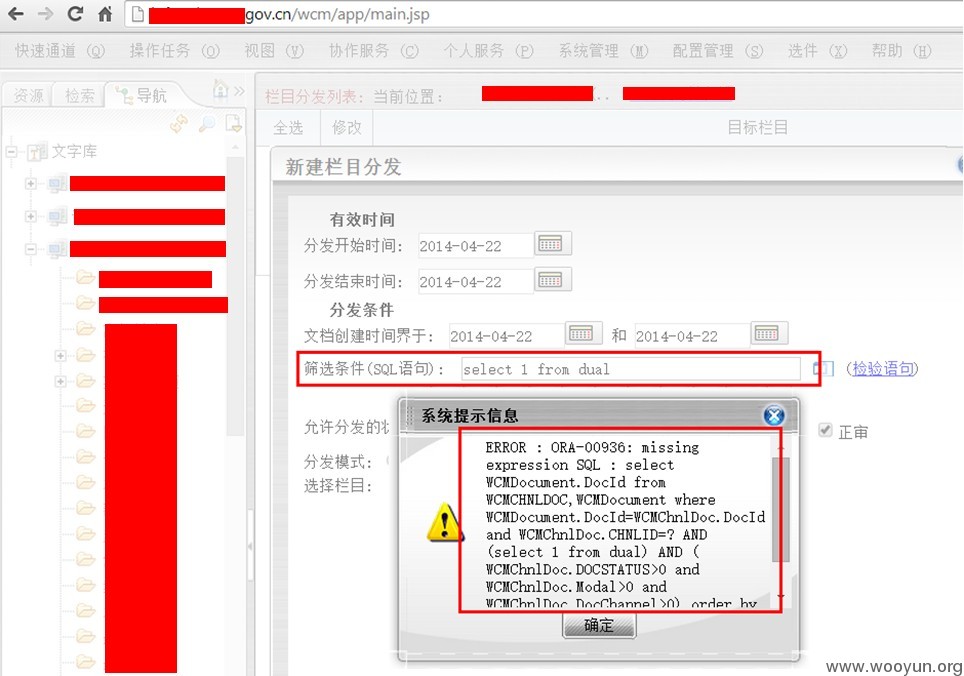 gov.cn/wcm/app/main.jsp
快速通道 (Q) 操作任务 (O) 视图 (V) 协作服务 (C) 个人服务 (P) 系统管理 (M) 配置管理 (S) 选件 (X) 帮助 (H)
资源 检索 导航
栏目分发列表: 当前位置:
..
全选 修改 目标栏目
文字库
新建栏目分发
有效时间
分发开始时间: 2014-04-22
分发结束时间: 2014-04-22
分发条件
文档创建时间界于: 2014-04-22 和 2014-04-22
筛选条件(SQL语句): select 1 from dual (检验语句)
允许分发的 正审
分发模式:
选择栏目:
系统提示信息
ERROR : ORA-00936: missing
expression SQL : select
WCMDocument.DocId from
WCMCHNLDOC,WCMDocument where
WCMDocument.DocId=WCMChnlDoc.DocId
and WCMChnlDoc.CHNLID=? AND
(select 1 from dual) AND (
WCMChnlDoc.DOCSTATUS>0 and
WCMChnlDoc.Modal>0 and
WCMChnlDoc.DocChannel>0) order by
确定
www.wooyun.org